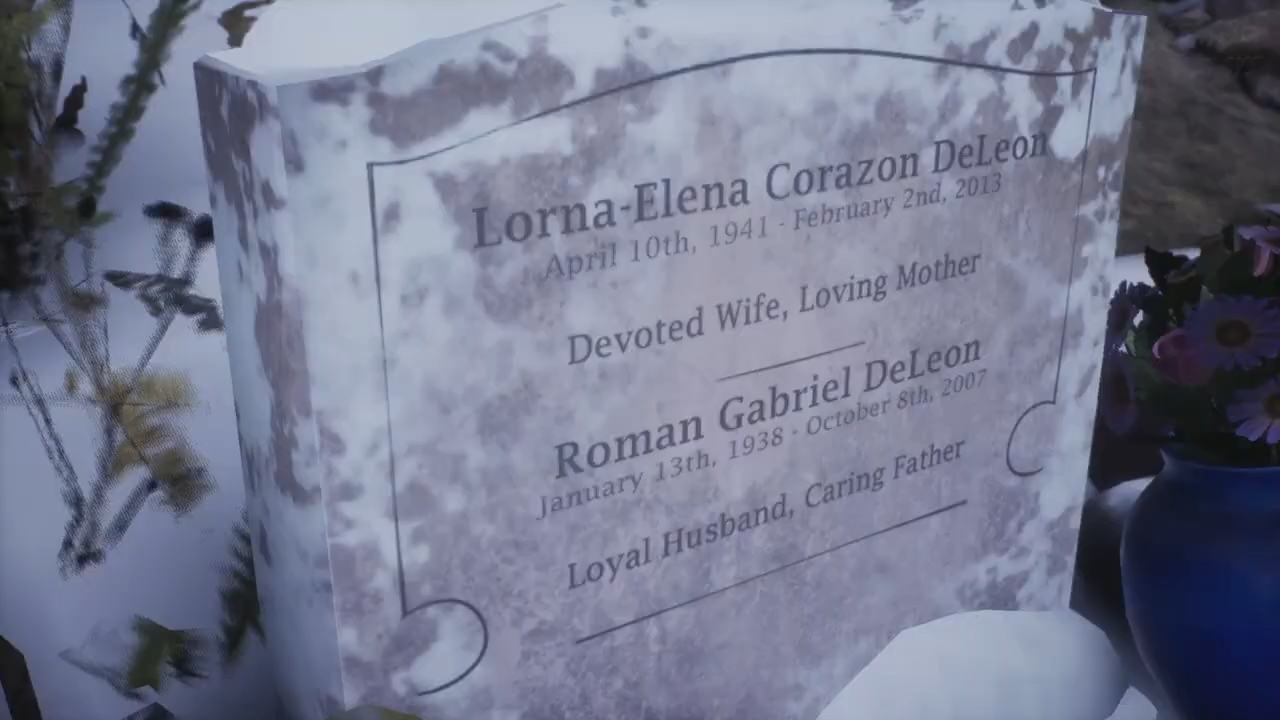 Lorna-Elena Corazon DeLeon
April 10th, 1941 - February 2nd, 2013
Devoted Wife, Loving Mother
Roman Gabriel DeLeon
January 13th, 1938 - October 8th, 2007
Loyal Husband, Caring Father